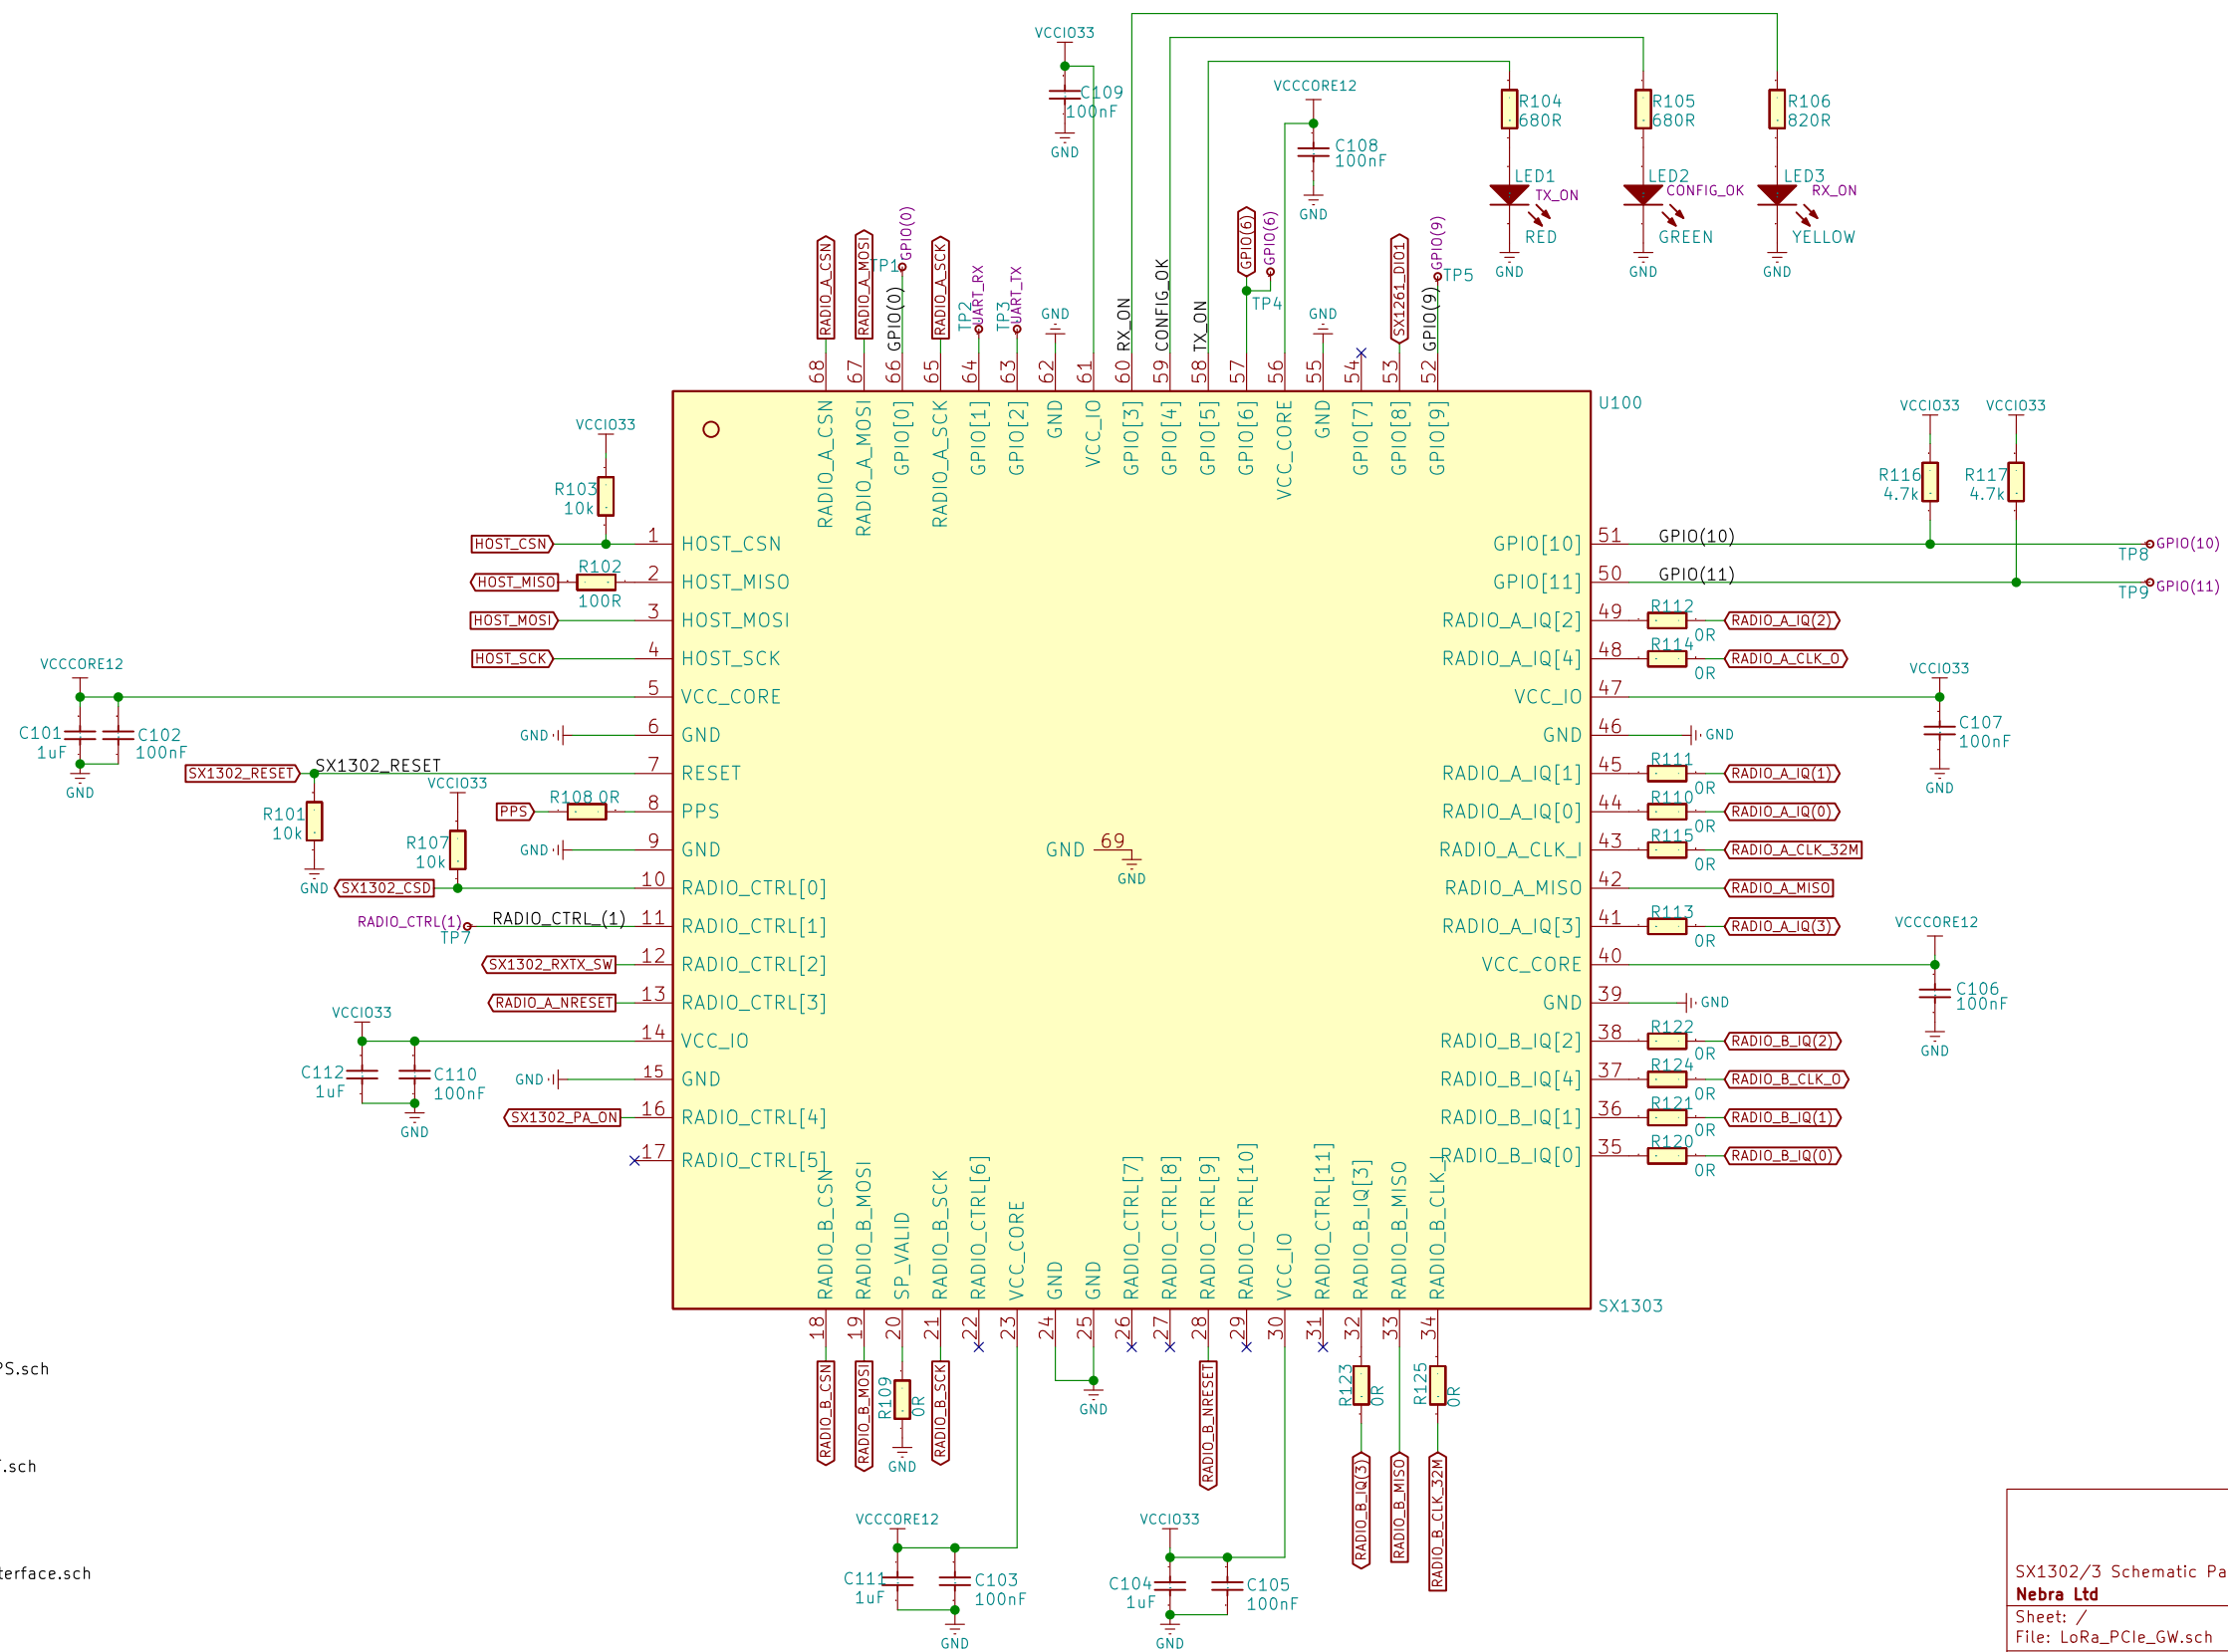 VCCIO33
C109
100nF
GND
VCCCORE12
C108
100nF
GND
R104
680R
R105
680R
R106
820R
LED1
TX_ON
RED
GND
LED2
CONFIG_OK
GREEN
GND
LED3
RX_ON
YELLOW
GND
RADIO_A_CSN
RADIO_A_MOSI
TP1
GPIO(0)
GPIO(0)
RADIO_A_SCK
TP2
UART_RX
TP3
UART_TX
GND
RX_ON
CONFIG_OK
TX_ON
GPIO(6)
GPIO(6)
TP4
GND
SX1261_DIO1
GPIO(9)
GPIO(9)
TP5
68
67
66
65
64
63
62
61
60
59
58
57
56
55
54
53
52
RADIO_A_CSN
RADIO_A_MOSI
GPIO[0]
RADIO_A_SCK
GPIO[1]
GPIO[2]
GND
VCC_IO
GPIO[3]
GPIO[4]
GPIO[5]
GPIO[6]
VCC_CORE
GND
GPIO[7]
GPIO[8]
GPIO[9]
U100
VCCIO33
R103
10k
HOST_CSN
1
HOST_CSN
HOST_MISO
R102
100R
2
HOST_MISO
HOST_MOSI
3
HOST_MOSI
HOST_SCK
4
HOST_SCK
VCCCORE12
C101
1uF
C102
100nF
GND
5
VCC_CORE
GND
6
GND
SX1302_RESET
SX1302_RESET
7
RESET
R101
10k
GND
VCCIO33
R107
10k
PPS
R108
0R
8
PPS
GND
9
GND
SX1302_CSD
10
RADIO_CTRL[0]
RADIO_CTRL(1)
TP7
RADIO_CTRL_(1)
11
RADIO_CTRL[1]
SX1302_RXTX_SW
12
RADIO_CTRL[2]
RADIO_A_NRESET
13
RADIO_CTRL[3]
VCCIO33
C112
1uF
C110
100nF
GND
14
VCC_IO
GND
15
GND
SX1302_PA_ON
16
RADIO_CTRL[4]
17
RADIO_CTRL[5]
GND
69
GND
VCCIO33
VCCIO33
R116
4.7k
R117
4.7k
GPIO[10]
51
GPIO(10)
TP8
GPIO(10)
GPIO[11]
50
GPIO(11)
TP9
GPIO(11)
RADIO_A_IQ[2]
49
R112
0R
RADIO_A_IQ(2)
RADIO_A_IQ[4]
48
R114
0R
RADIO_A_CLK_O
VCC_IO
47
VCCIO33
C107
100nF
GND
GND
46
GND
RADIO_A_IQ[1]
45
R111
0R
RADIO_A_IQ(1)
RADIO_A_IQ[0]
44
R110
0R
RADIO_A_IQ(0)
RADIO_A_CLK_I
43
R115
0R
RADIO_A_CLK_32M
RADIO_A_MISO
42
RADIO_A_MISO
RADIO_A_IQ[3]
41
R113
0R
RADIO_A_IQ(3)
VCC_CORE
40
VCCCORE12
C106
100nF
GND
GND
39
GND
RADIO_B_IQ[2]
38
R122
0R
RADIO_B_IQ(2)
RADIO_B_IQ[4]
37
R124
0R
RADIO_B_CLK_O
RADIO_B_IQ[1]
36
R121
0R
RADIO_B_IQ(1)
RADIO_B_IQ[0]
35
R120
0R
RADIO_B_IQ(0)
RADIO_B_CSN
RADIO_B_MOSI
SP_VALID
RADIO_B_SCK
RADIO_CTRL[6]
VCC_CORE
GND
GND
RADIO_CTRL[7]
RADIO_CTRL[8]
RADIO_CTRL[9]
RADIO_CTRL[10]
VCC_IO
RADIO_CTRL[11]
RADIO_B_IQ[3]
RADIO_B_MISO
RADIO_B_CLK_I
SX1303
18
19
20
21
22
23
24
25
26
27
28
29
30
31
32
33
34
RADIO_B_CSN
RADIO_B_MOSI
R109
0R
GND
RADIO_B_SCK
GND
RADIO_B_NRESET
R123
0R
R125
0R
RADIO_B_IQ(3)
RADIO_B_MISO
RADIO_B_CLK_32M
VCCCORE12
C111
1uF
C103
100nF
GND
VCCIO33
C104
1uF
C105
100nF
GND
PS.sch
.sch
terface.sch
SX1302/3 Schematic Pa
Nebra Ltd
Sheet: /
File: LoRa_PCIe_GW.sch